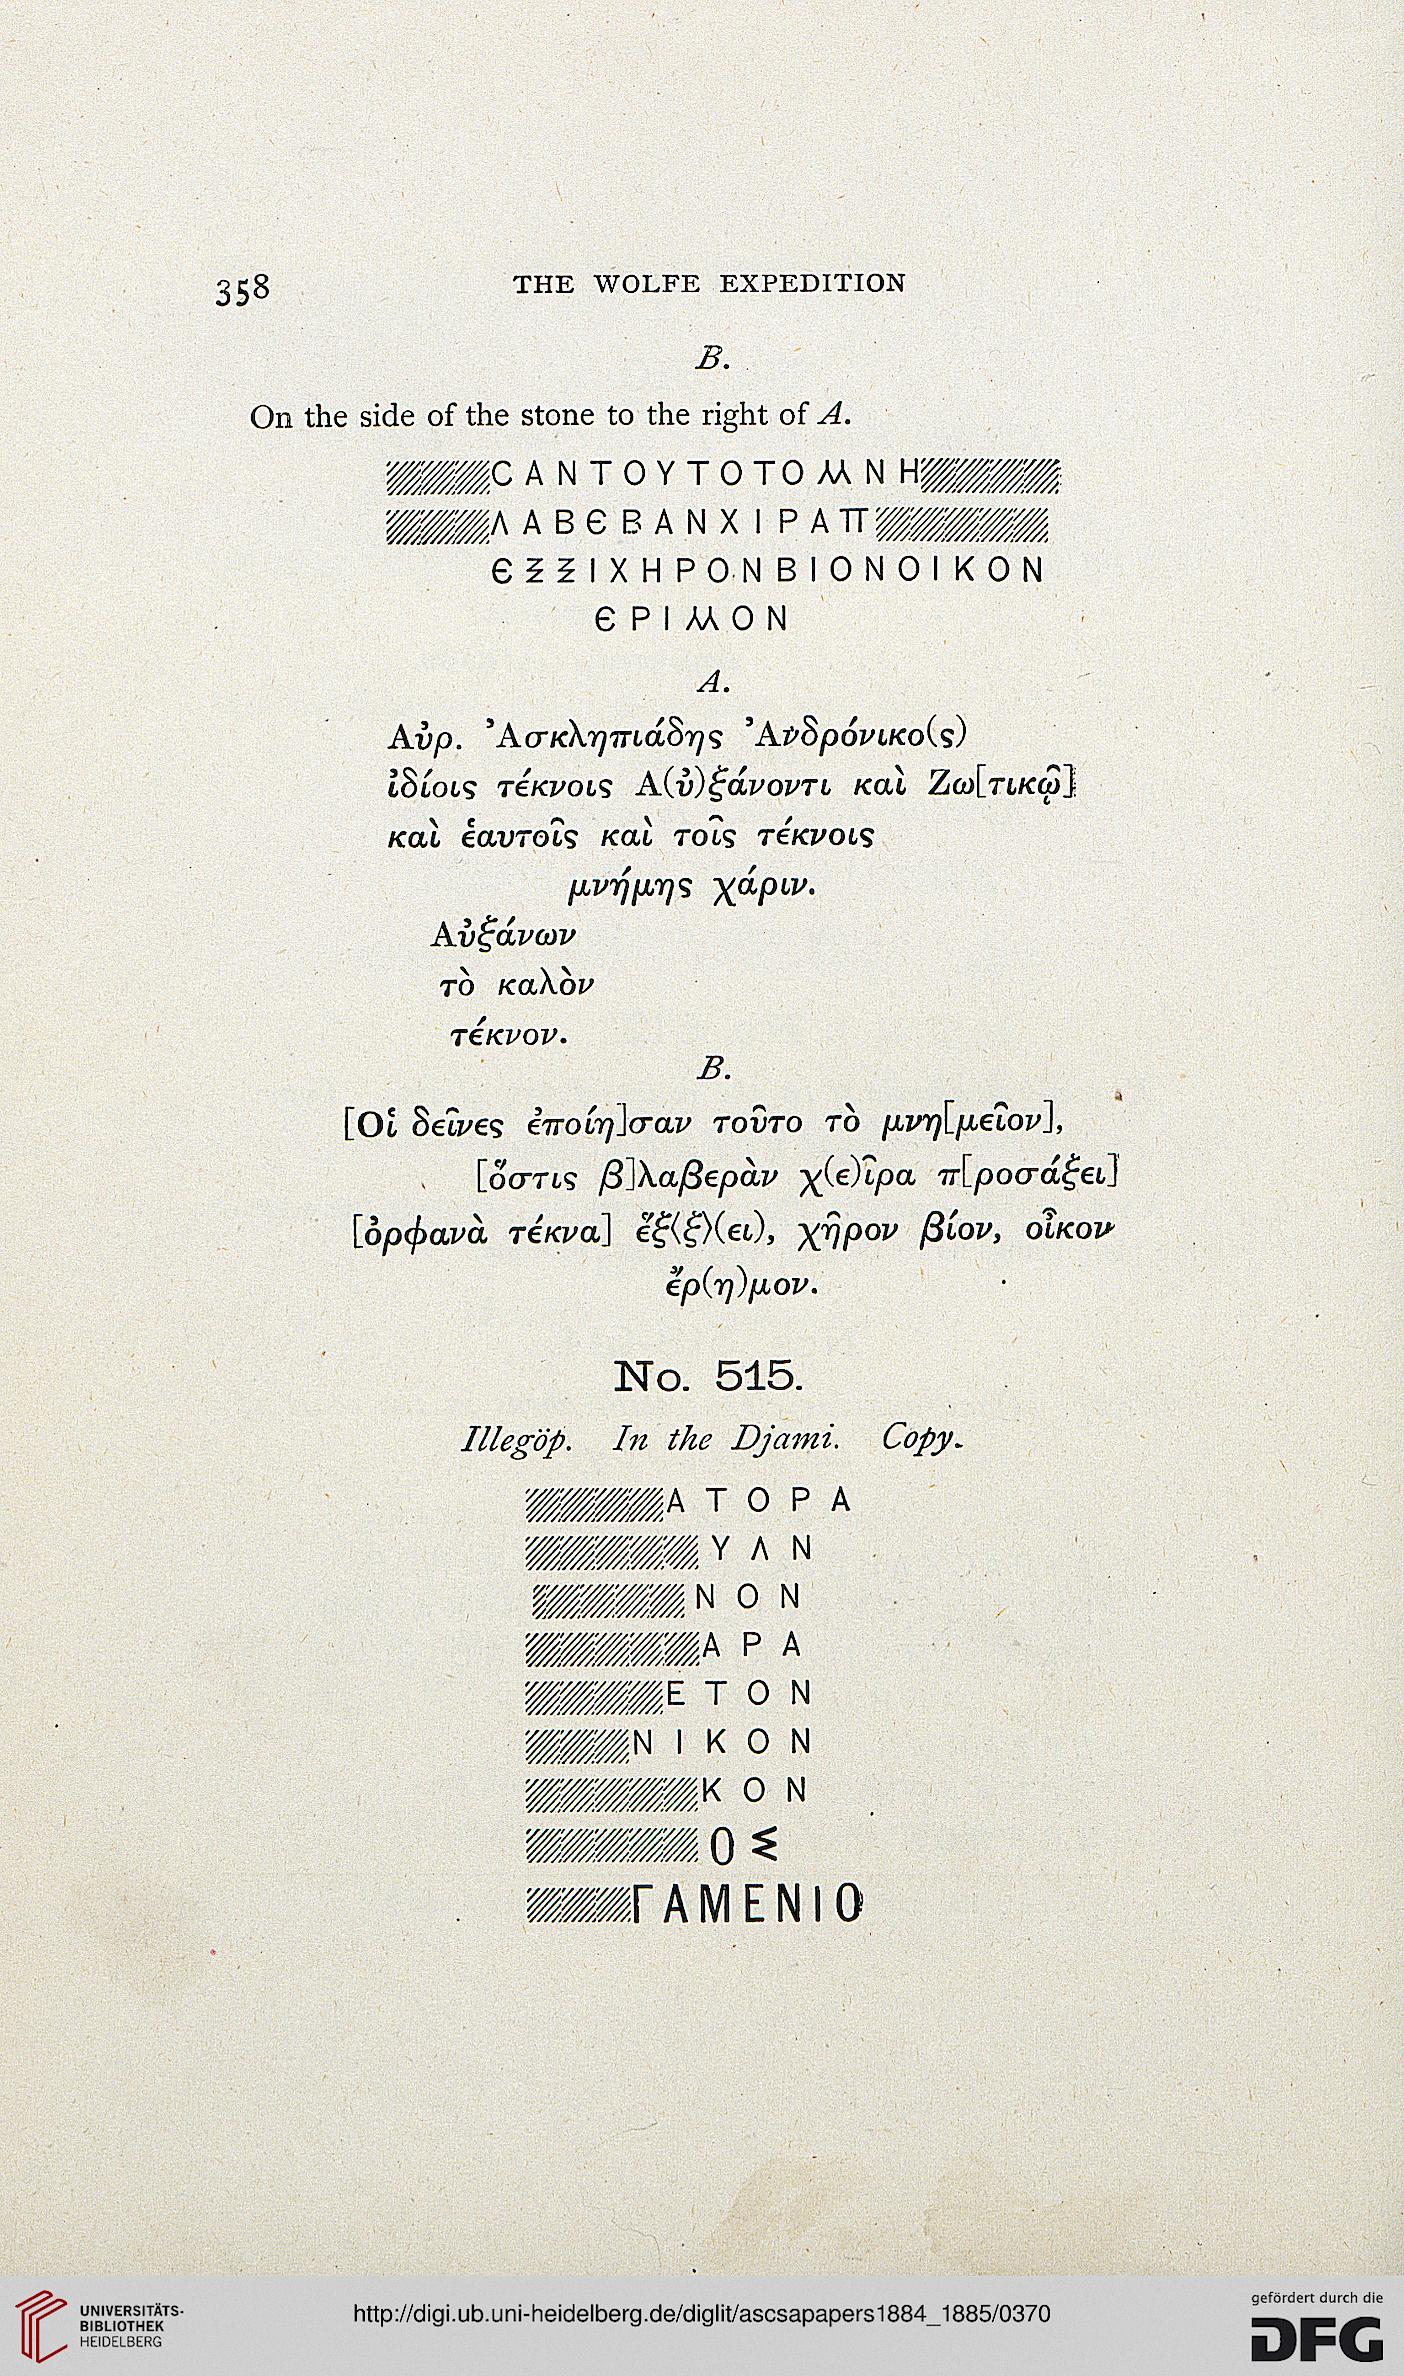 358
THE WOLFE EXPEDITION
B.
On the side of the stone to the right of A.
ϹΑΝΤΟΥΤΟΤΟΜΝΗ
ΛΑΒЄΒΑΝΧΙΡΑΠ
ЄΞΞΙΧΗΡΟΝΒΙΟΝΟΙΚΟΝ
ЄΡΙΜΟΝ
A.
Αὐρ. Ἀσκληπιάδης Ἀνδρόνικο(ς)
ἰδίοις τέκνοις Α(ὐ)ξάνοντι καὶ Ζω[τικῷ]
καὶ ἑαυτοῖς καὶ τοῖς τέκνοις
μνήμης χάριν.
Αὐξάνων
τὸ καλὸν
τέκνον.
B.
[Οἱ δεῖνες ἐποίη]σαν τοῦτο τὸ μνη[μεῖον],
[ὅστις β]λαβερὰν χ(ε)ῖρα π[ροσάξει]
[ὀρφανὰ τέκνα] ἕξ⟨ξ⟩(ει), χῆρον βίον, οἶκον
ἔρ(η)μον.
No. 515.
Illegöp. In the Djami. Copy.
ΑΤΟΡΑ
ΥΛΝ
ΝΟΝ
ΑΡΑ
ΕΤΟΝ
ΝΙΚΟΝ
ΚΟΝ
ΟΣ
ΓΑΜΕΝΙΟ
UNIVERSITÄTS-
BIBLIOTHEK
HEIDELBERG
http://digi.ub.uni-heidelberg.de/diglit/ascsapapers1884_1885/0370
gefördert durch die
DFG